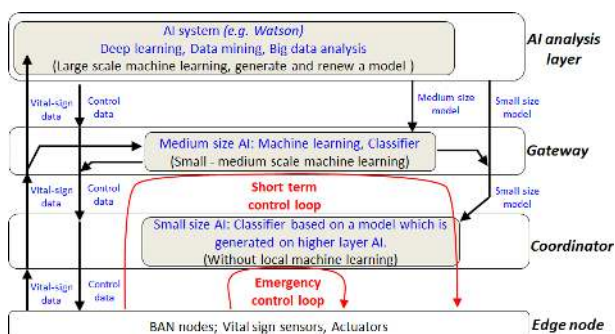 AI system (e.g. Watson)
Deep learning, Data mining, Big data analysis
(Large scale machine learning, generate and renew a model )
AI analysis
layer
Vital-sign
data
Control
data
Medium size
model
Small size
model
Medium size AI: Machine learning, Classifier
(Small - medium scale machine learning)
Gateway
Vital-sign
data
Control
data
Short term
control loop
Small size
model
Small size AI: Classifier based on a model which is
generated on higher layer AI.
(Without local machine learning)
Coordinator
Vital-sign
data
Control
data
Emergency
control loop
BAN nodes; Vital sign sensors, Actuators
Edge node